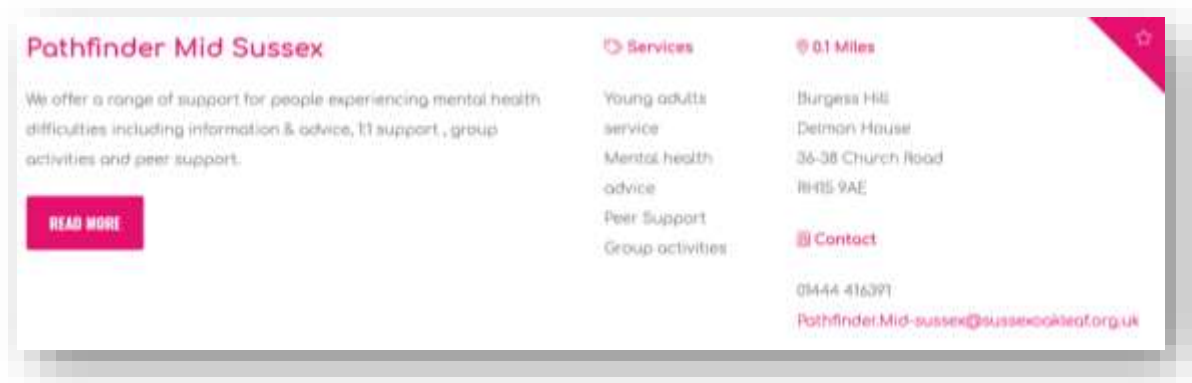 Pathfinder Mid Sussex
We offer a range of support for people experiencing mental health
difficulties including information & advice, 1:1 support , group
activities and peer support.
READ MORE
Services
Young adults
service
Mental health
advice
Peer Support
Group activities
0.1 Miles
Burgess Hill
Delmon House
36-38 Church Road
RH15 9AE
Contact
01444 416391
Pathfinder.Mid-sussex@sussexoakleaf.org.uk